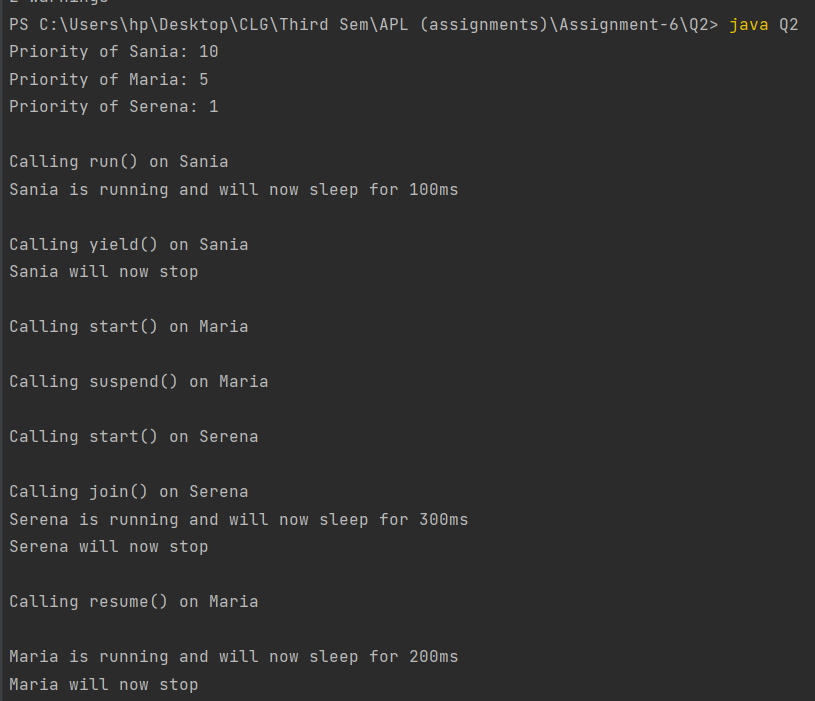 2 warnings
PS C:\Users\hp\Desktop\CLG\Third Sem\APL (assignments)\Assignment-6\Q2> java Q2
Priority of Sania: 10
Priority of Maria: 5
Priority of Serena: 1
Calling run() on Sania
Sania is running and will now sleep for 100ms
Calling yield() on Sania
Sania will now stop
Calling start() on Maria
Calling suspend() on Maria
Calling start() on Serena
Calling join() on Serena
Serena is running and will now sleep for 300ms
Serena will now stop
Calling resume() on Maria
Maria is running and will now sleep for 200ms
Maria will now stop